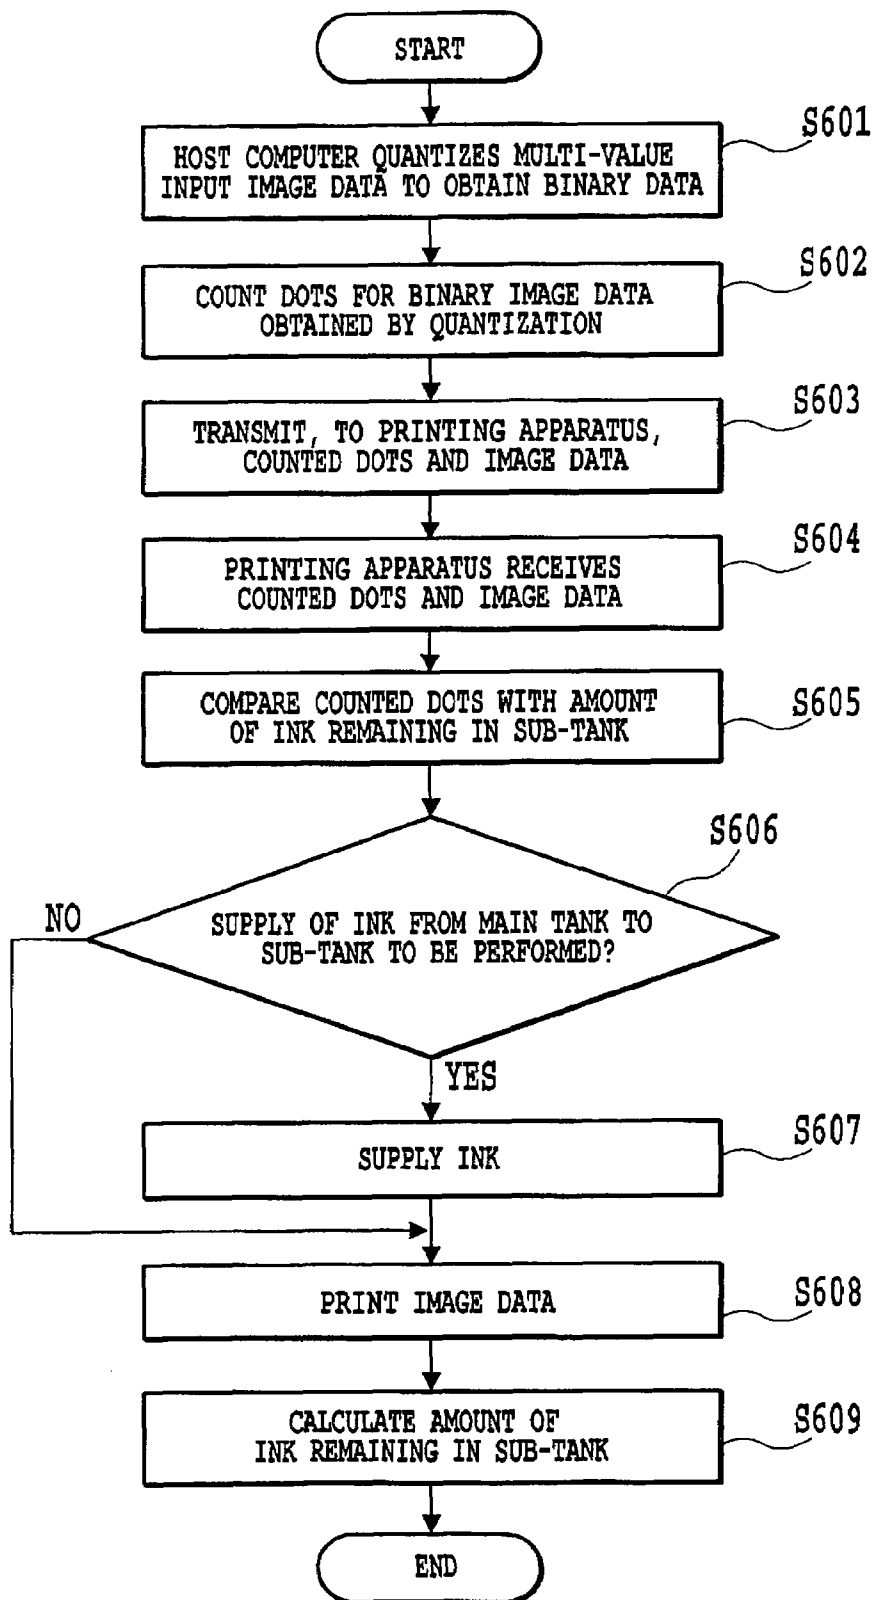 START
S601
HOST COMPUTER QUANTIZES MULTI-VALUE
INPUT IMAGE DATA TO OBTAIN BINARY DATA
S602
COUNT DOTS FOR BINARY IMAGE DATA
OBTAINED BY QUANTIZATION
S603
TRANSMIT, TO PRINTING APPARATUS,
COUNTED DOTS AND IMAGE DATA
S604
PRINTING APPARATUS RECEIVES
COUNTED DOTS AND IMAGE DATA
S605
COMPARE COUNTED DOTS WITH AMOUNT
OF INK REMAINING IN SUB-TANK
S606
NO
SUPPLY OF INK FROM MAIN TANK TO
SUB-TANK TO BE PERFORMED?
YES
S607
SUPPLY INK
S608
PRINT IMAGE DATA
S609
CALCULATE AMOUNT OF
INK REMAINING IN SUB-TANK
END